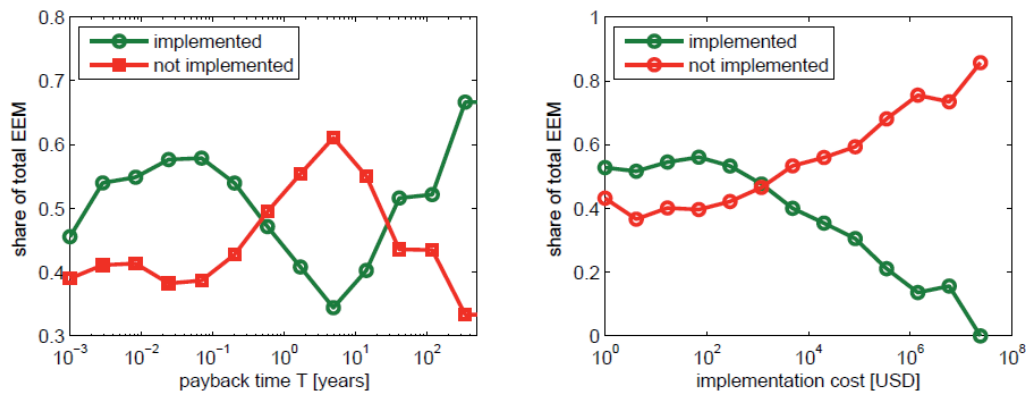 0.8
0.7
0.6
0.5
0.4
0.3
share of total EEM
implemented
not implemented
10^-3 10^-2 10^-1 10^0 10^1 10^2
payback time T [years]
1
0.8
0.6
0.4
0.2
0
share of total EEM
implemented
not implemented
10^0 10^2 10^4 10^6 10^8
implementation cost [USD]